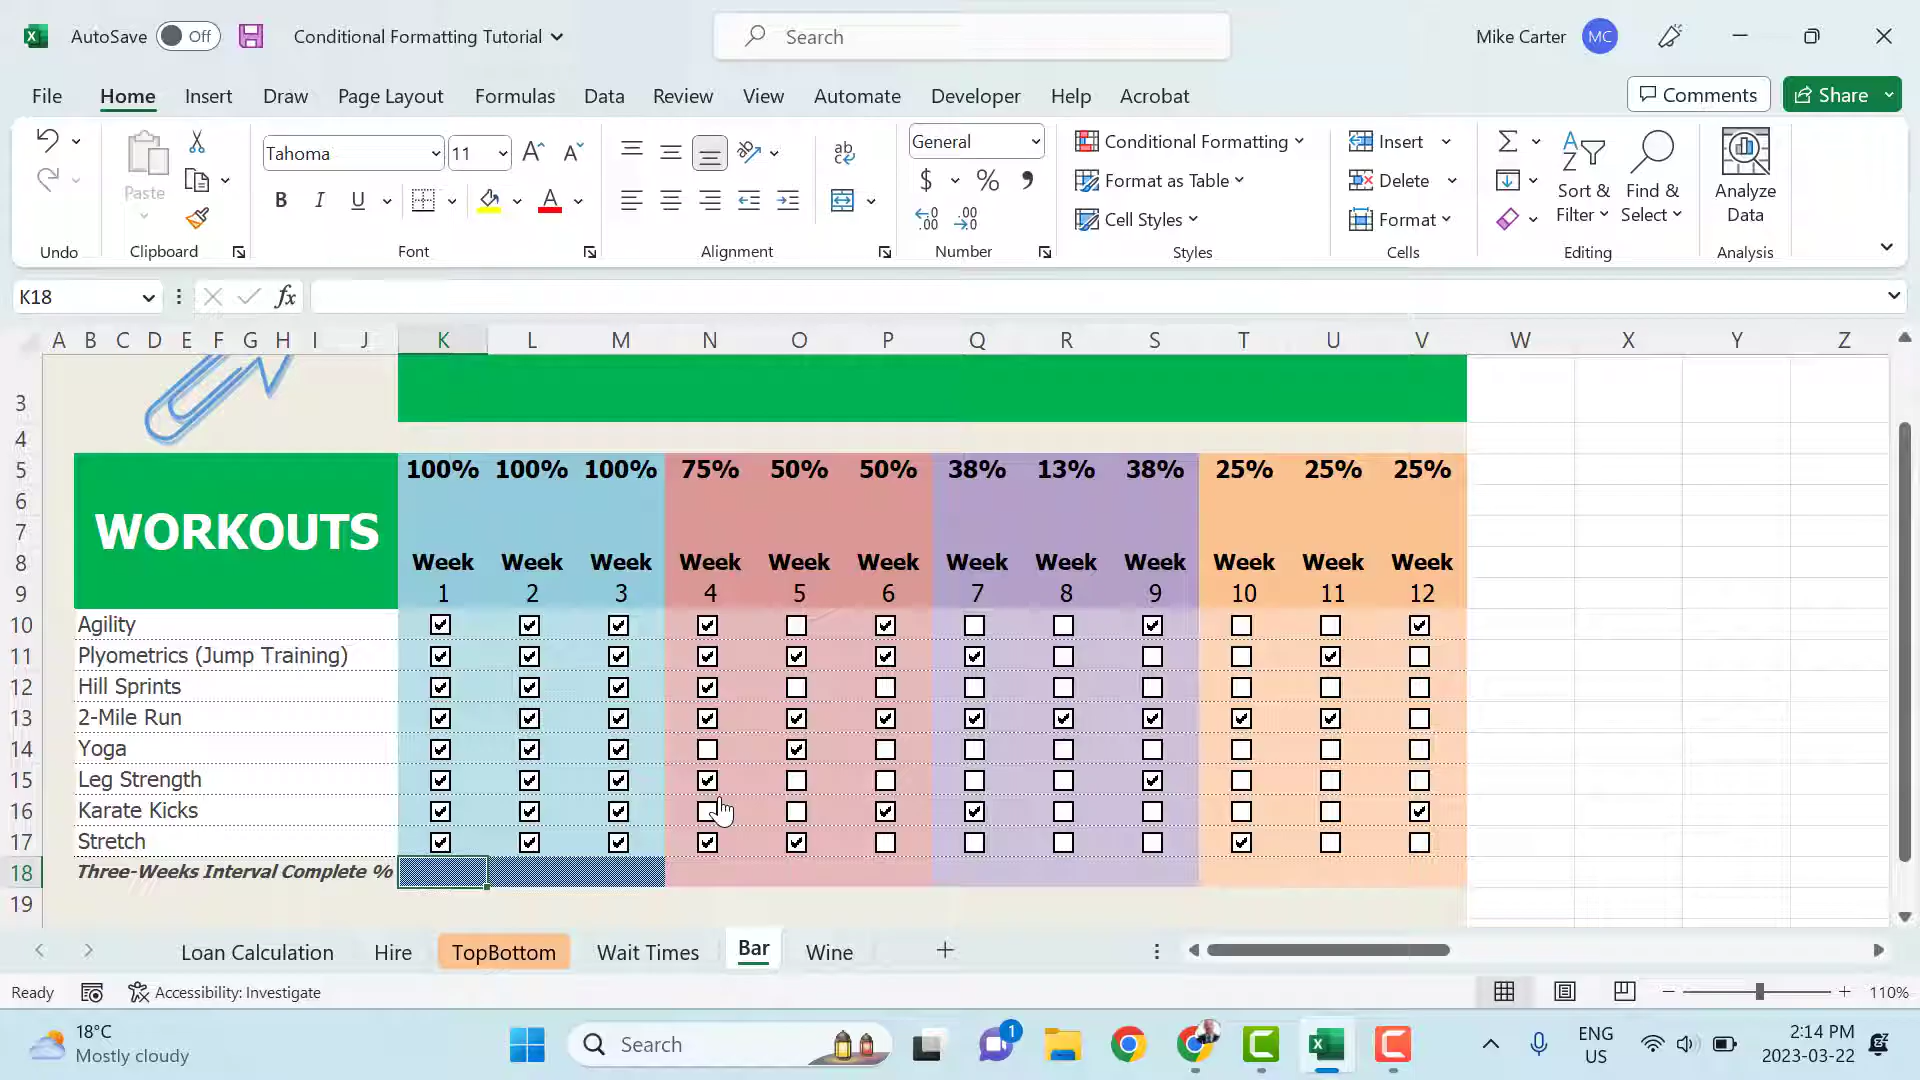 AutoSave Off Conditional Formatting Tutorial Search Mike Carter MC
File Home Insert Draw Page Layout Formulas Data Review View Automate Developer Help Acrobat Comments Share
Tahoma 11 A A ab General Conditional Formatting Insert Σ A Z
Paste $ % , Format as Table Delete Sort & Find & Analyze
B I U A .00 .00 Cell Styles Format Filter Select Data
Undo Clipboard Font Alignment Number Styles Cells Editing Analysis
K18 fx
A B C D E F G H I J K L M N O P Q R S T U V W X Y Z
3
4
5 100% 100% 100% 75% 50% 50% 38% 13% 38% 25% 25% 25%
6
7 WORKOUTS
8 Week Week Week Week Week Week Week Week Week Week Week Week
9 1 2 3 4 5 6 7 8 9 10 11 12
10 Agility
11 Plyometrics (Jump Training)
12 Hill Sprints
13 2-Mile Run
14 Yoga
15 Leg Strength
16 Karate Kicks
17 Stretch
18 Three-Weeks Interval Complete %
19
Loan Calculation Hire TopBottom Wait Times Bar Wine
Ready Accessibility: Investigate 110%
18°C Mostly cloudy
Search 1
ENG US
2:14 PM
2023-03-22